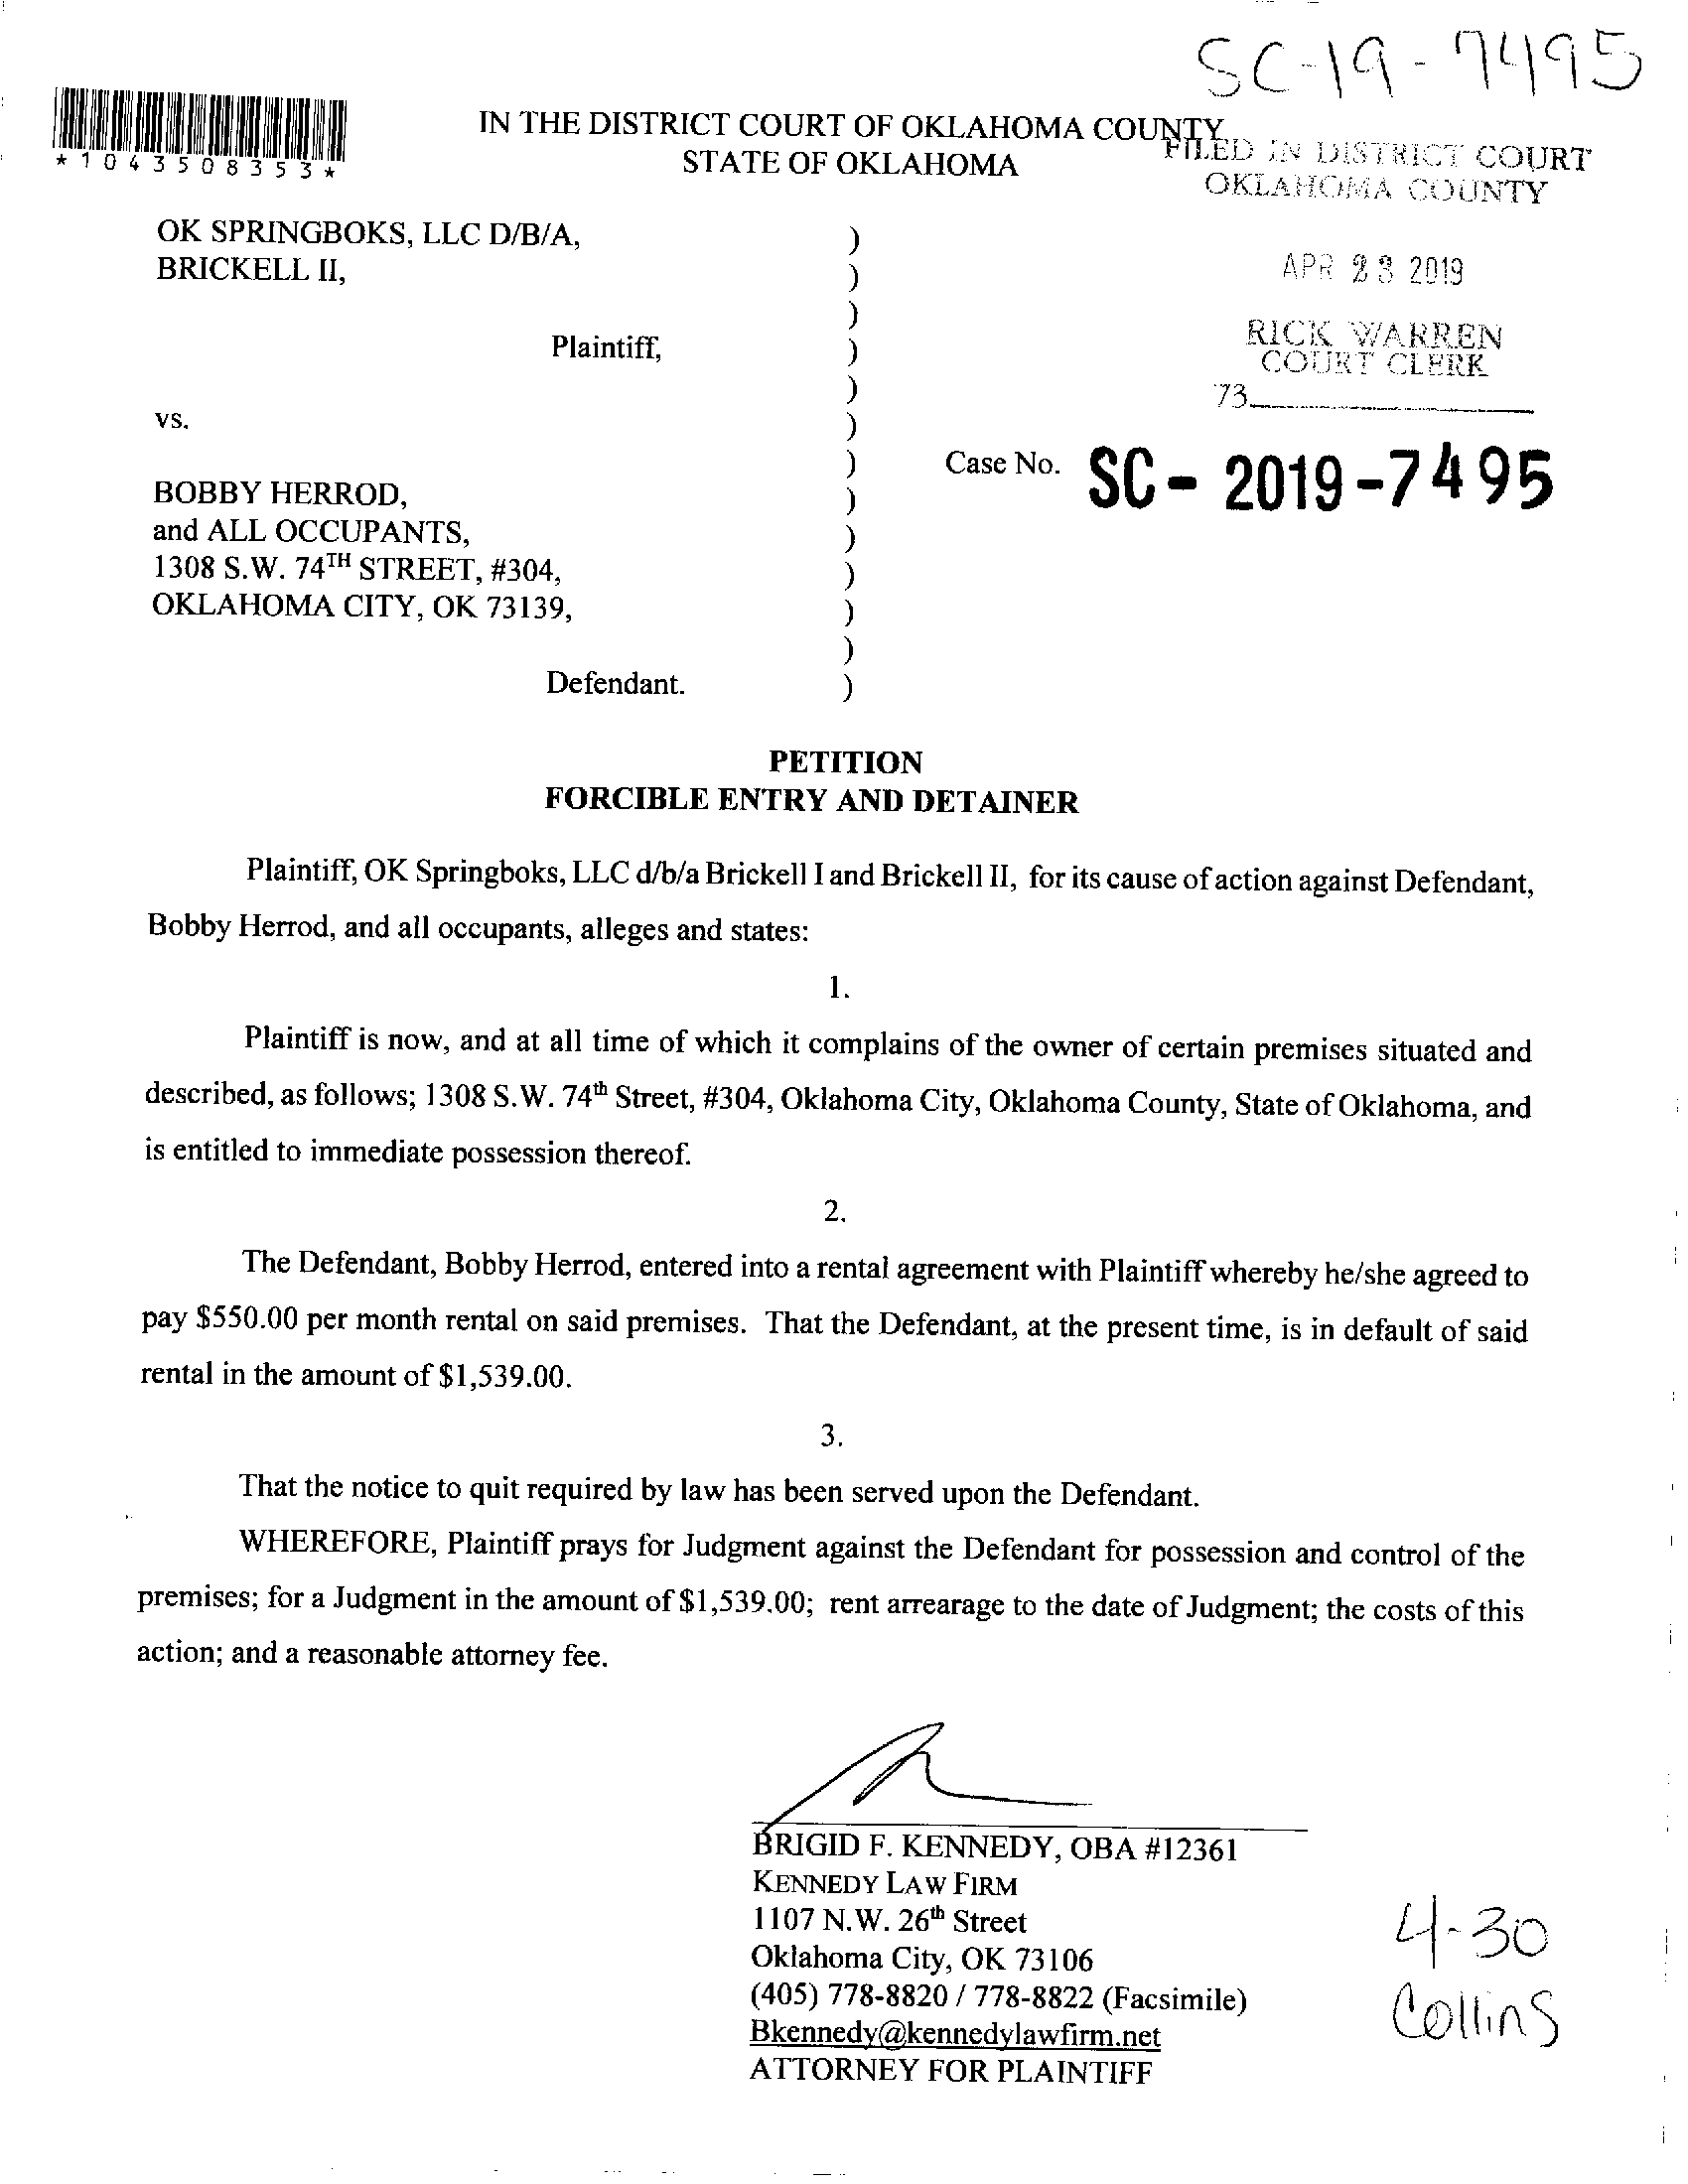 SC-19-7495
*1043508353*
IN THE DISTRICT COURT OF OKLAHOMA COUNTY
STATE OF OKLAHOMA
FILED IN DISTRICT COURT
OKLAHOMA COUNTY
OK SPRINGBOKS, LLC D/B/A, )
BRICKELL II, )
APR 23 2019
)
Plaintiff, )
RICK WARREN
COURT CLERK
)
73
vs. )
) Case No. SC-2019-7495
BOBBY HERROD, )
and ALL OCCUPANTS, )
1308 S.W. 74TH STREET, #304, )
OKLAHOMA CITY, OK 73139, )
)
Defendant. )
PETITION
FORCIBLE ENTRY AND DETAINER
Plaintiff, OK Springboks, LLC d/b/a Brickell I and Brickell II, for its cause of action against Defendant,
Bobby Herrod, and all occupants, alleges and states:
1.
Plaintiff is now, and at all time of which it complains of the owner of certain premises situated and
described, as follows; 1308 S.W. 74th Street, #304, Oklahoma City, Oklahoma County, State of Oklahoma, and
is entitled to immediate possession thereof.
2.
The Defendant, Bobby Herrod, entered into a rental agreement with Plaintiff whereby he/she agreed to
pay $550.00 per month rental on said premises. That the Defendant, at the present time, is in default of said
rental in the amount of $1,539.00.
3.
That the notice to quit required by law has been served upon the Defendant.
WHEREFORE, Plaintiff prays for Judgment against the Defendant for possession and control of the
premises; for a Judgment in the amount of $1,539.00; rent arrearage to the date of Judgment; the costs of this
action; and a reasonable attorney fee.
BRIGID F. KENNEDY, OBA #12361
KENNEDY LAW FIRM
1107 N.W. 26th Street
Oklahoma City, OK 73106
(405) 778-8820 / 778-8822 (Facsimile)
Bkennedy@kennedylawfirm.net
ATTORNEY FOR PLAINTIFF
4-30
Collins